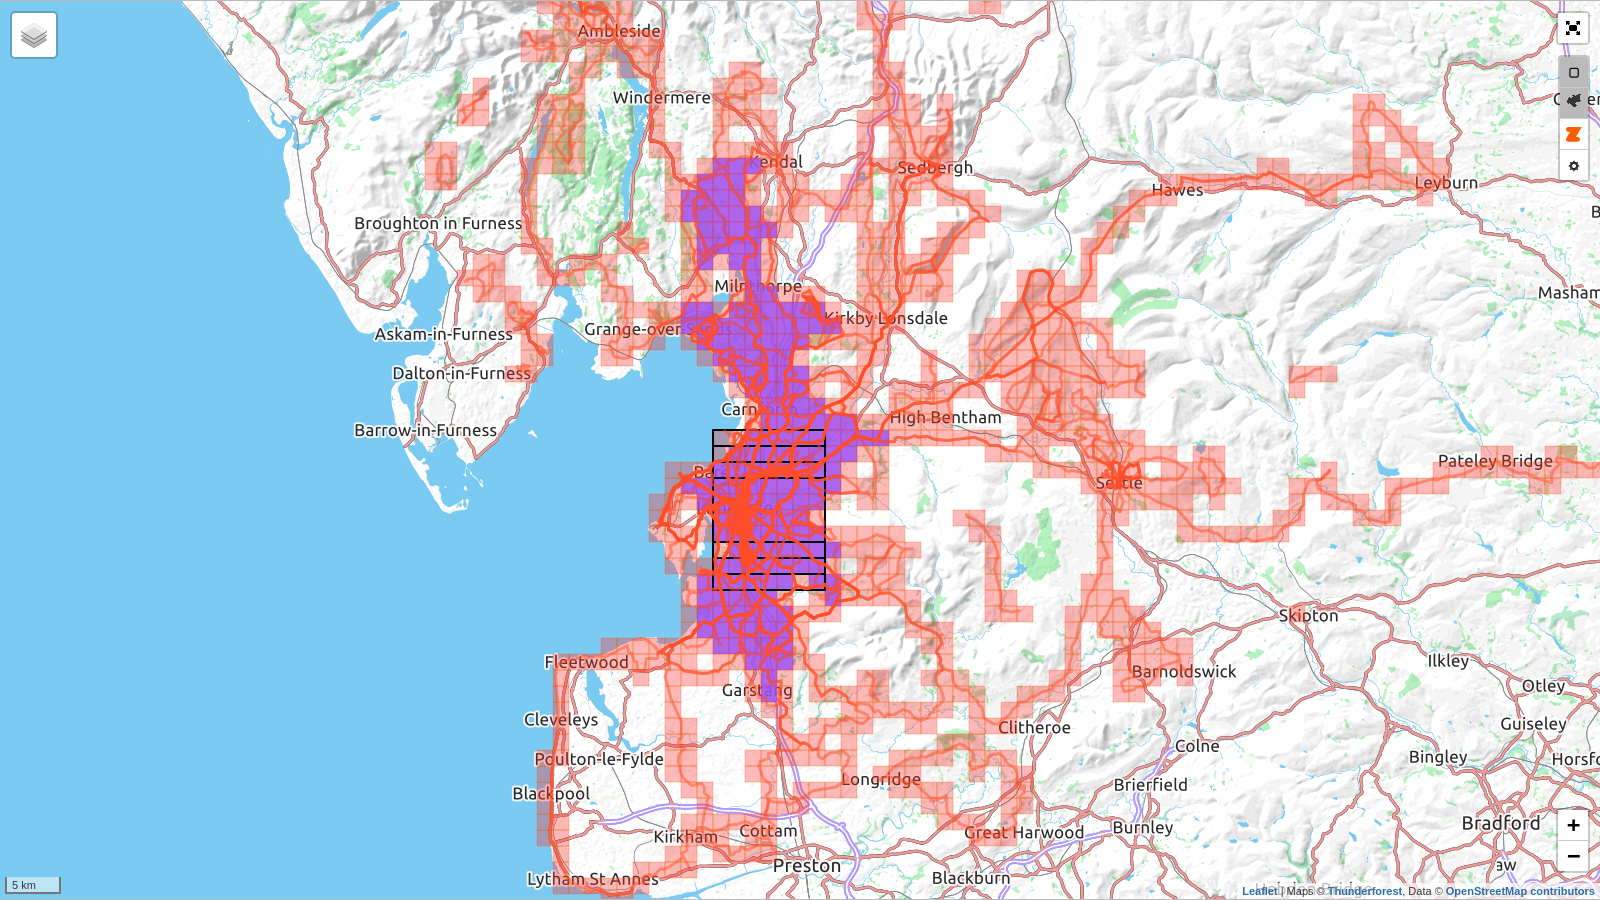 Ambleside
Windermere
Kendal
Sedbergh
Hawes
Leyburn
Broughton in Furness
Milnthorpe
Masham
Kirkby Lonsdale
Grange-over-Sands
Askam-in-Furness
Dalton-in-Furness
Carnforth
High Bentham
Barrow-in-Furness
Pateley Bridge
Settle
Skipton
Fleetwood
Ilkley
Barnoldswick
Otley
Garstang
Cleveleys
Clitheroe
Guiseley
Colne
Poulton-le-Fylde
Bingley
Horsfo
Longridge
Brierfield
Blackpool
Bradford
Cottam
Great Harwood
Burnley
Kirkham
Preston
Blackburn
Lytham St Annes
5 km
+
−
Leaflet | Maps © Thunderforest, Data © OpenStreetMap contributors